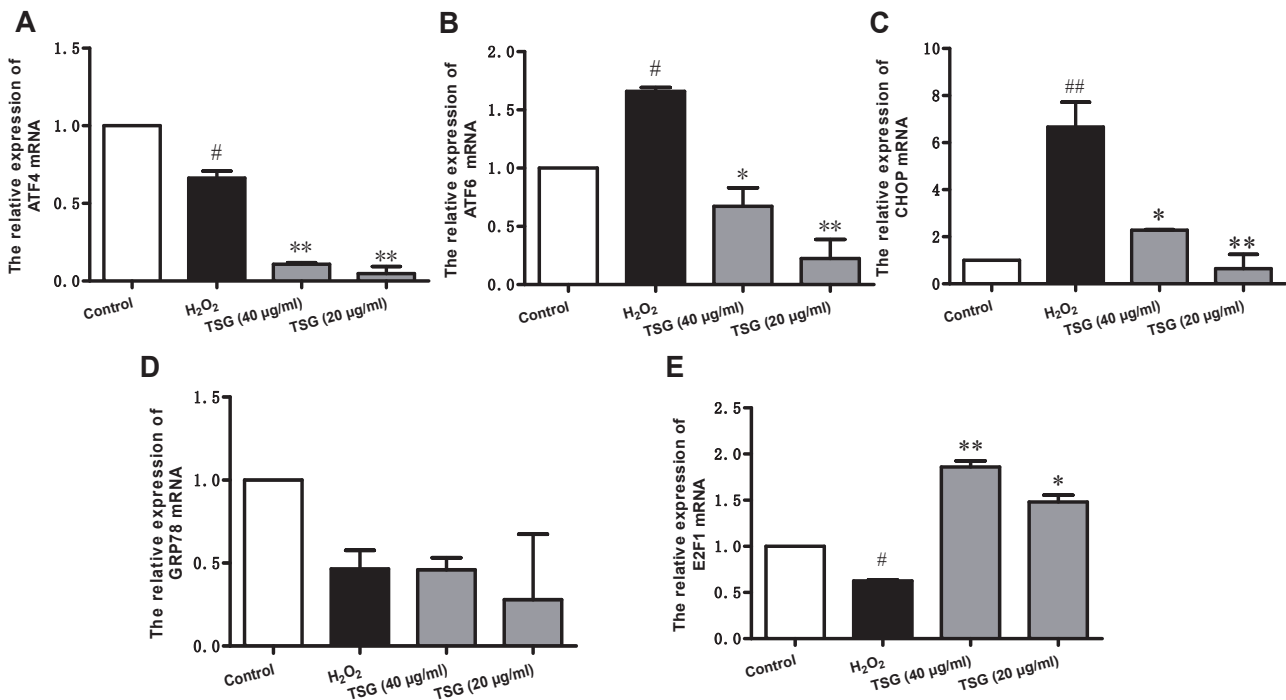 A
The relative expression of
ATF4 mRNA
1.5
1.0
0.5
0.0
#
**
**
Control
H₂O₂
TSG (40 µg/ml)
TSG (20 µg/ml)
B
The relative expression of
ATF6 mRNA
2.0
1.5
1.0
0.5
0.0
#
*
**
Control
H₂O₂
TSG (40 µg/ml)
TSG (20 µg/ml)
C
The relative expression of
CHOP mRNA
10
8
6
4
2
0
##
*
**
Control
H₂O₂
TSG (40 µg/ml)
TSG (20 µg/ml)
D
The relative expression of
GRP78 mRNA
1.5
1.0
0.5
0.0
Control
H₂O₂
TSG (40 µg/ml)
TSG (20 µg/ml)
E
The relative expression of
E2F1 mRNA
2.5
2.0
1.5
1.0
0.5
0.0
#
**
*
Control
H₂O₂
TSG (40 µg/ml)
TSG (20 µg/ml)